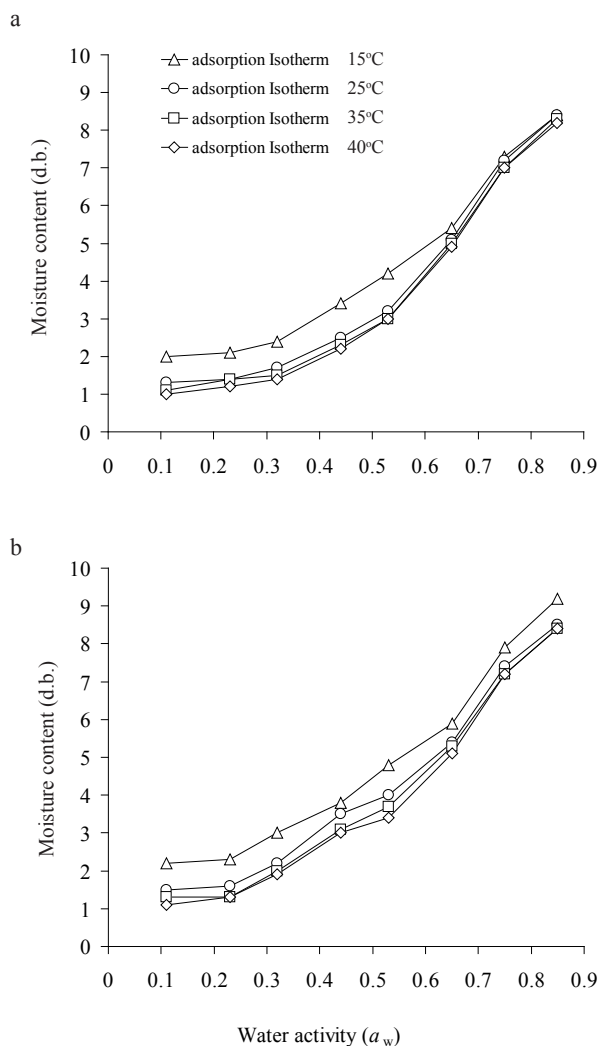 a
10
9
8
7
6
5
4
3
2
1
0
Moisture content (d.b.)
adsorption Isotherm 15°C
adsorption Isotherm 25°C
adsorption Isotherm 35°C
adsorption Isotherm 40°C
0 0.1 0.2 0.3 0.4 0.5 0.6 0.7 0.8 0.9
b
10
9
8
7
6
5
4
3
2
1
0
Moisture content (d.b.)
0 0.1 0.2 0.3 0.4 0.5 0.6 0.7 0.8 0.9
Water activity (a w)